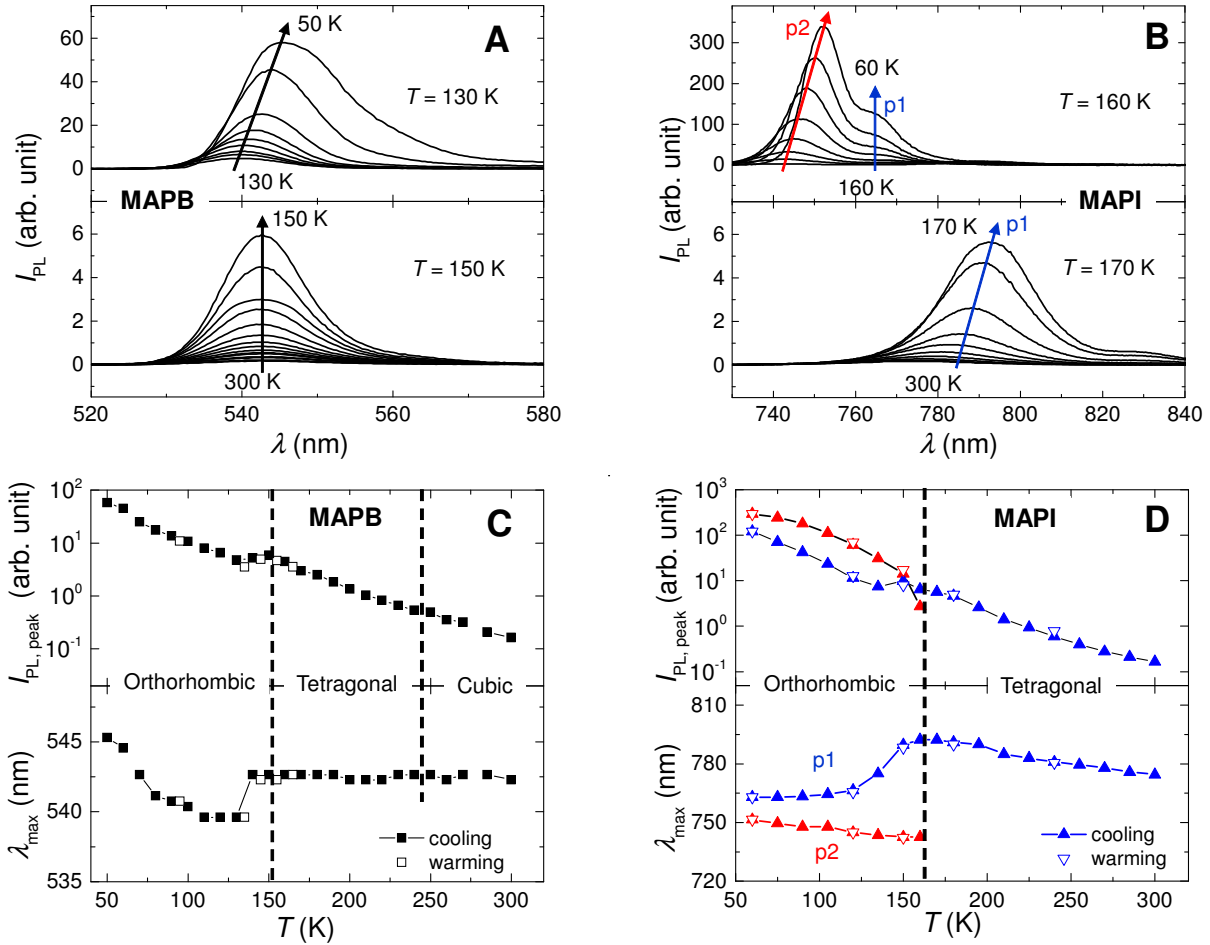 A
60
40
20
0
50 K
T = 130 K
130 K
MAPB
I_PL (arb. unit)
6
4
2
0
150 K
T = 150 K
300 K
520 540 560 580
λ (nm)
B
300
200
100
0
p2
60 K
p1
T = 160 K
160 K
MAPI
I_PL (arb. unit)
6
4
2
0
170 K
p1
T = 170 K
300 K
740 760 780 800 820 840
λ (nm)
C
MAPB
10^2
10^1
10^0
10^-1
I_PL, peak (arb. unit)
Orthorhombic Tetragonal Cubic
545
540
535
λ_max (nm)
cooling
warming
50 100 150 200 250 300
T (K)
D
MAPI
10^3
10^2
10^1
10^0
10^-1
I_PL, peak (arb. unit)
Orthorhombic Tetragonal
810
780
750
720
λ_max (nm)
p1
p2
cooling
warming
50 100 150 200 250 300
T (K)